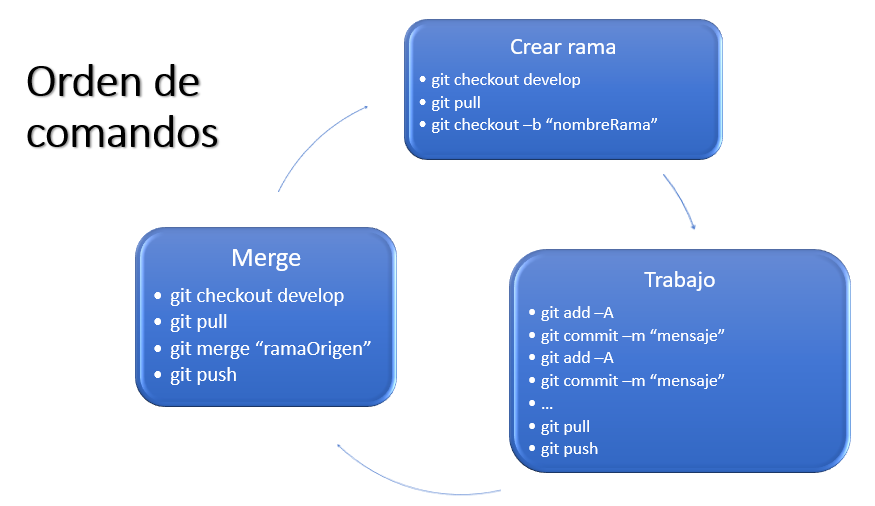 Orden de
comandos
Crear rama
• git checkout develop
• git pull
• git checkout –b “nombreRama”
Trabajo
• git add –A
• git commit –m “mensaje”
• git add –A
• git commit –m “mensaje”
• ...
• git pull
• git push
Merge
• git checkout develop
• git pull
• git merge “ramaOrigen”
• git push